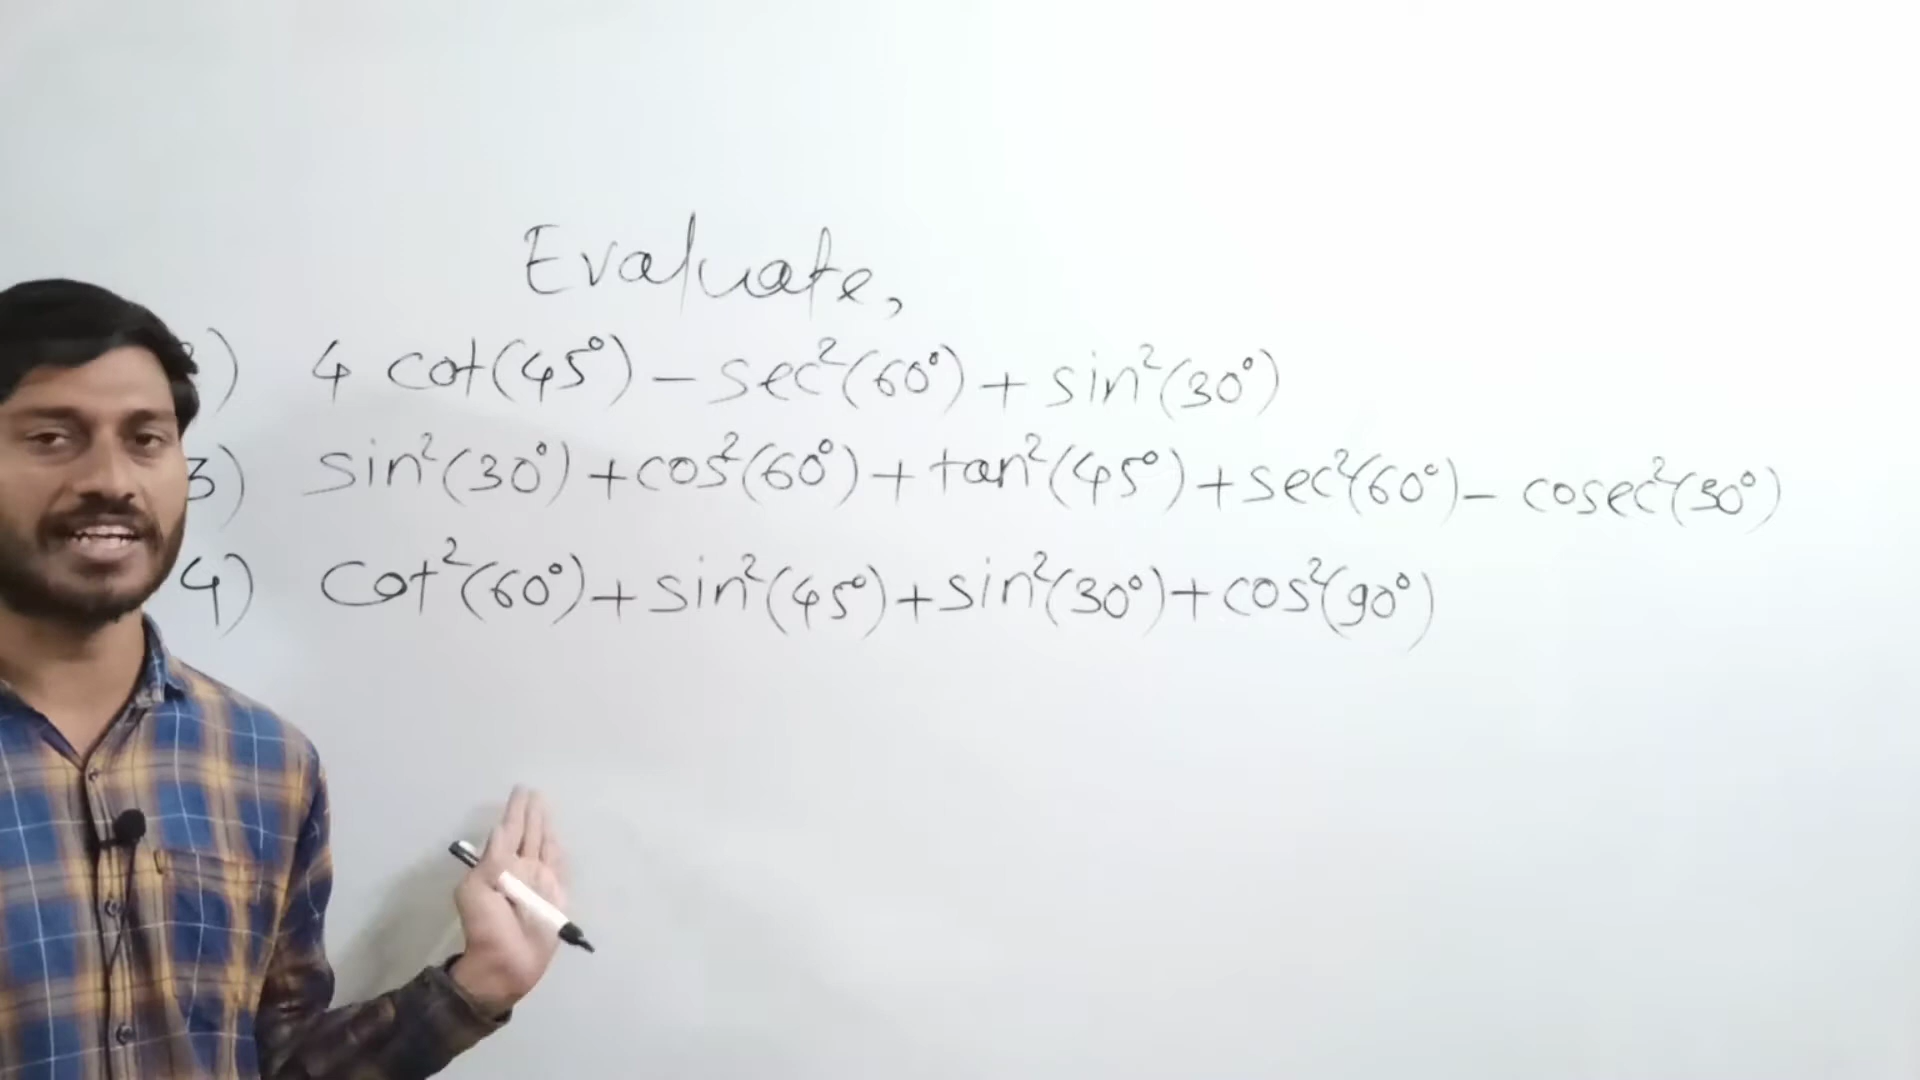 Evaluate,
) 4 cot(45°) – sec²(60°) + sin²(30°)
3) sin²(30°) + cos²(60°) + tan²(45°) + sec²(60°) – cosec²(30°)
4) cot²(60°) + sin²(45°) + sin²(30°) + cos²(90°)